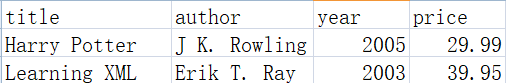 title author year price
Harry Potter J K. Rowling 2005 29.99
Learning XML Erik T. Ray 2003 39.95